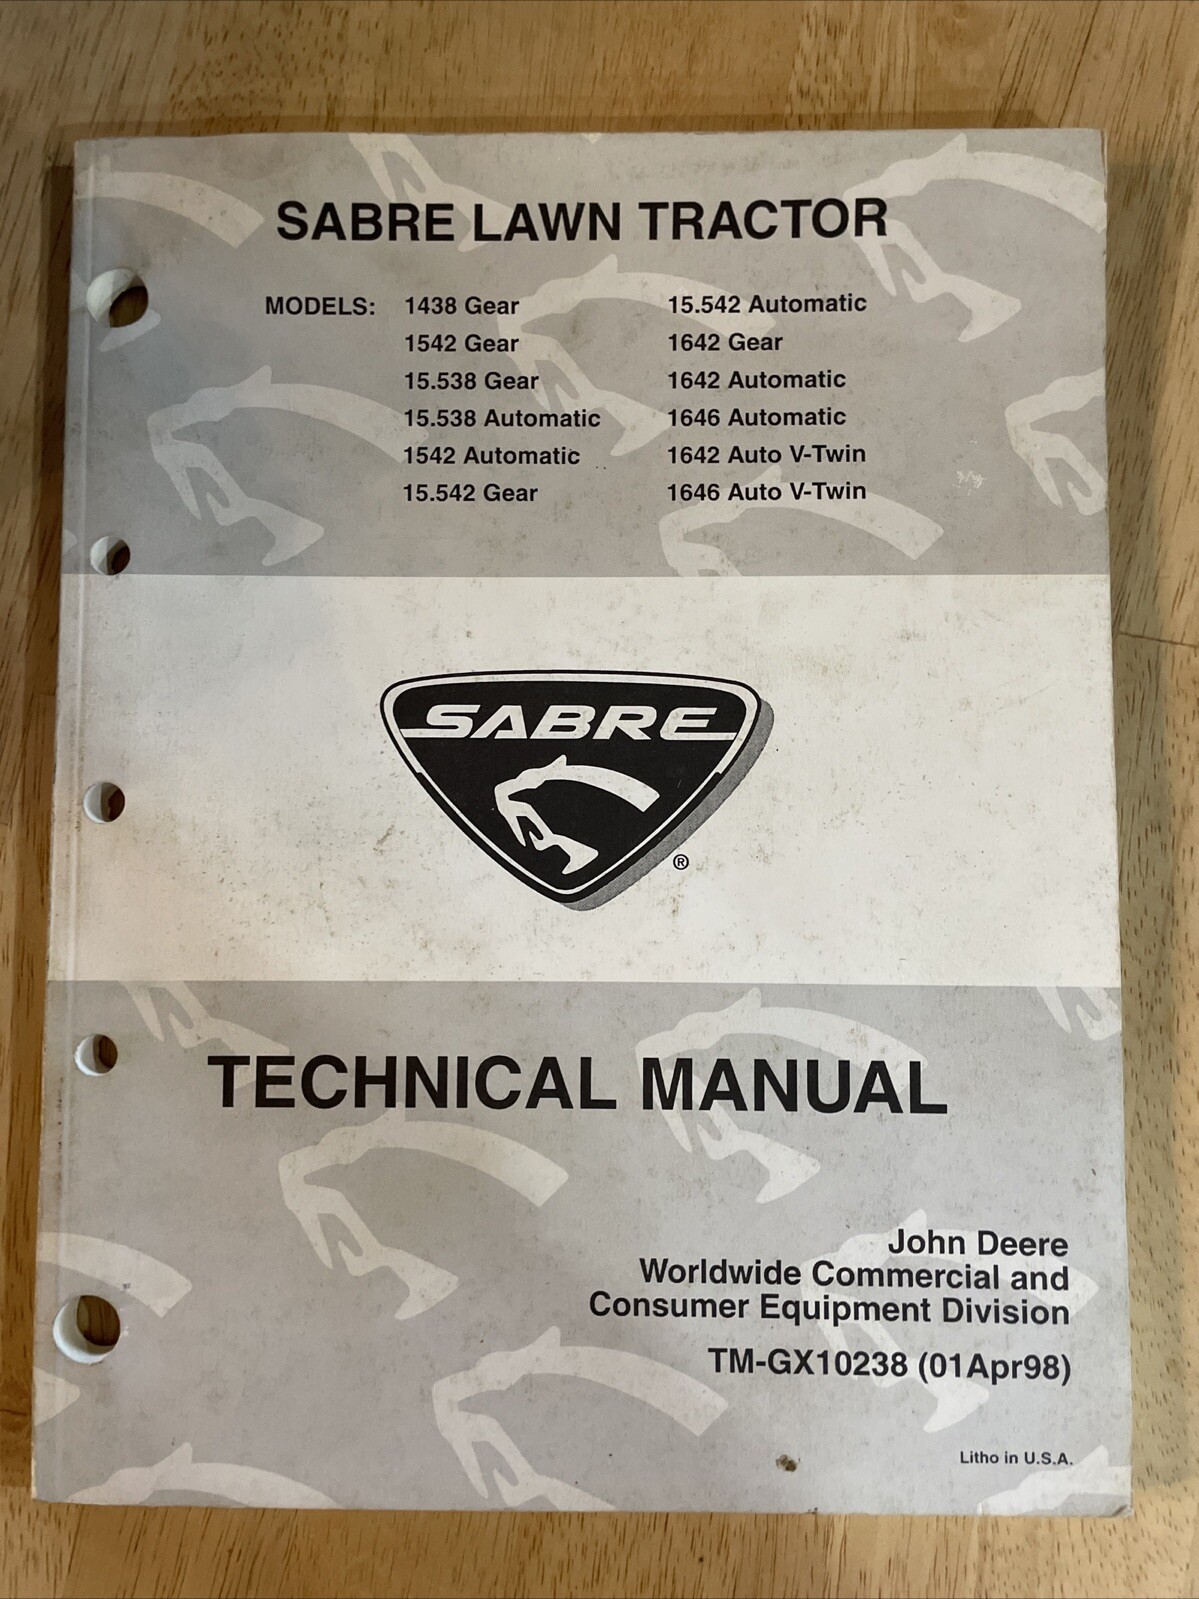 SABRE LAWN TRACTOR
MODELS: 1438 Gear 15.542 Automatic
1542 Gear 1642 Gear
15.538 Gear 1642 Automatic
15.538 Automatic 1646 Automatic
1542 Automatic 1642 Auto V-Twin
15.542 Gear 1646 Auto V-Twin
SABRE
®
TECHNICAL MANUAL
John Deere
Worldwide Commercial and
Consumer Equipment Division
TM-GX10238 (01Apr98)
Litho in U.S.A.